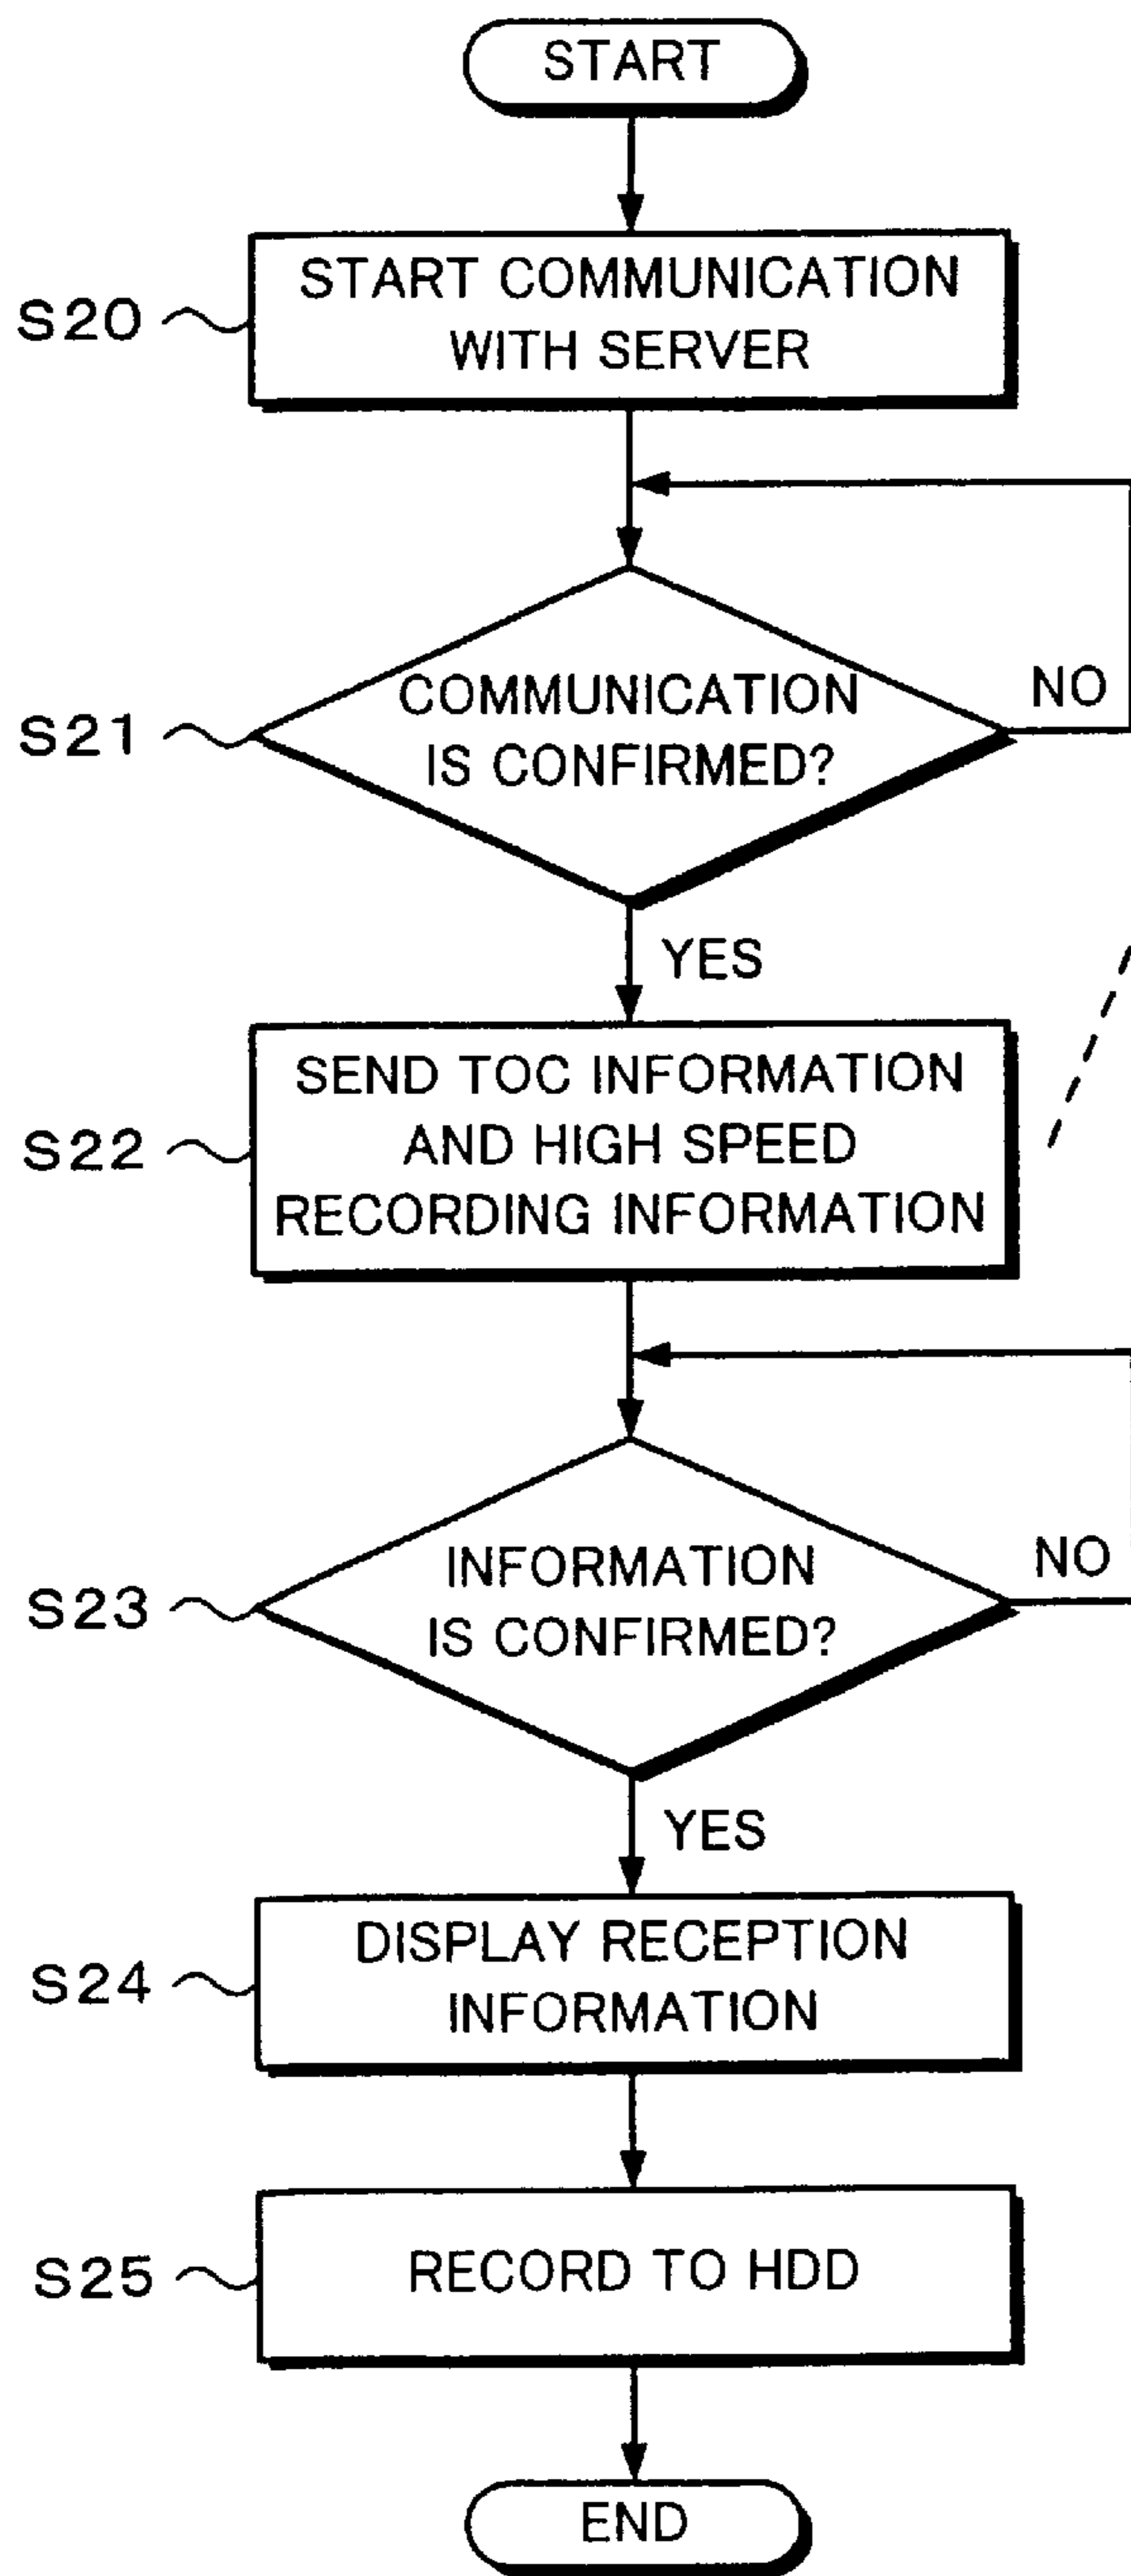 START
S20
START COMMUNICATION
WITH SERVER
S21
COMMUNICATION
IS CONFIRMED?
NO
YES
S22
SEND TOC INFORMATION
AND HIGH SPEED
RECORDING INFORMATION
S23
INFORMATION
IS CONFIRMED?
NO
YES
S24
DISPLAY RECEPTION
INFORMATION
S25
RECORD TO HDD
END